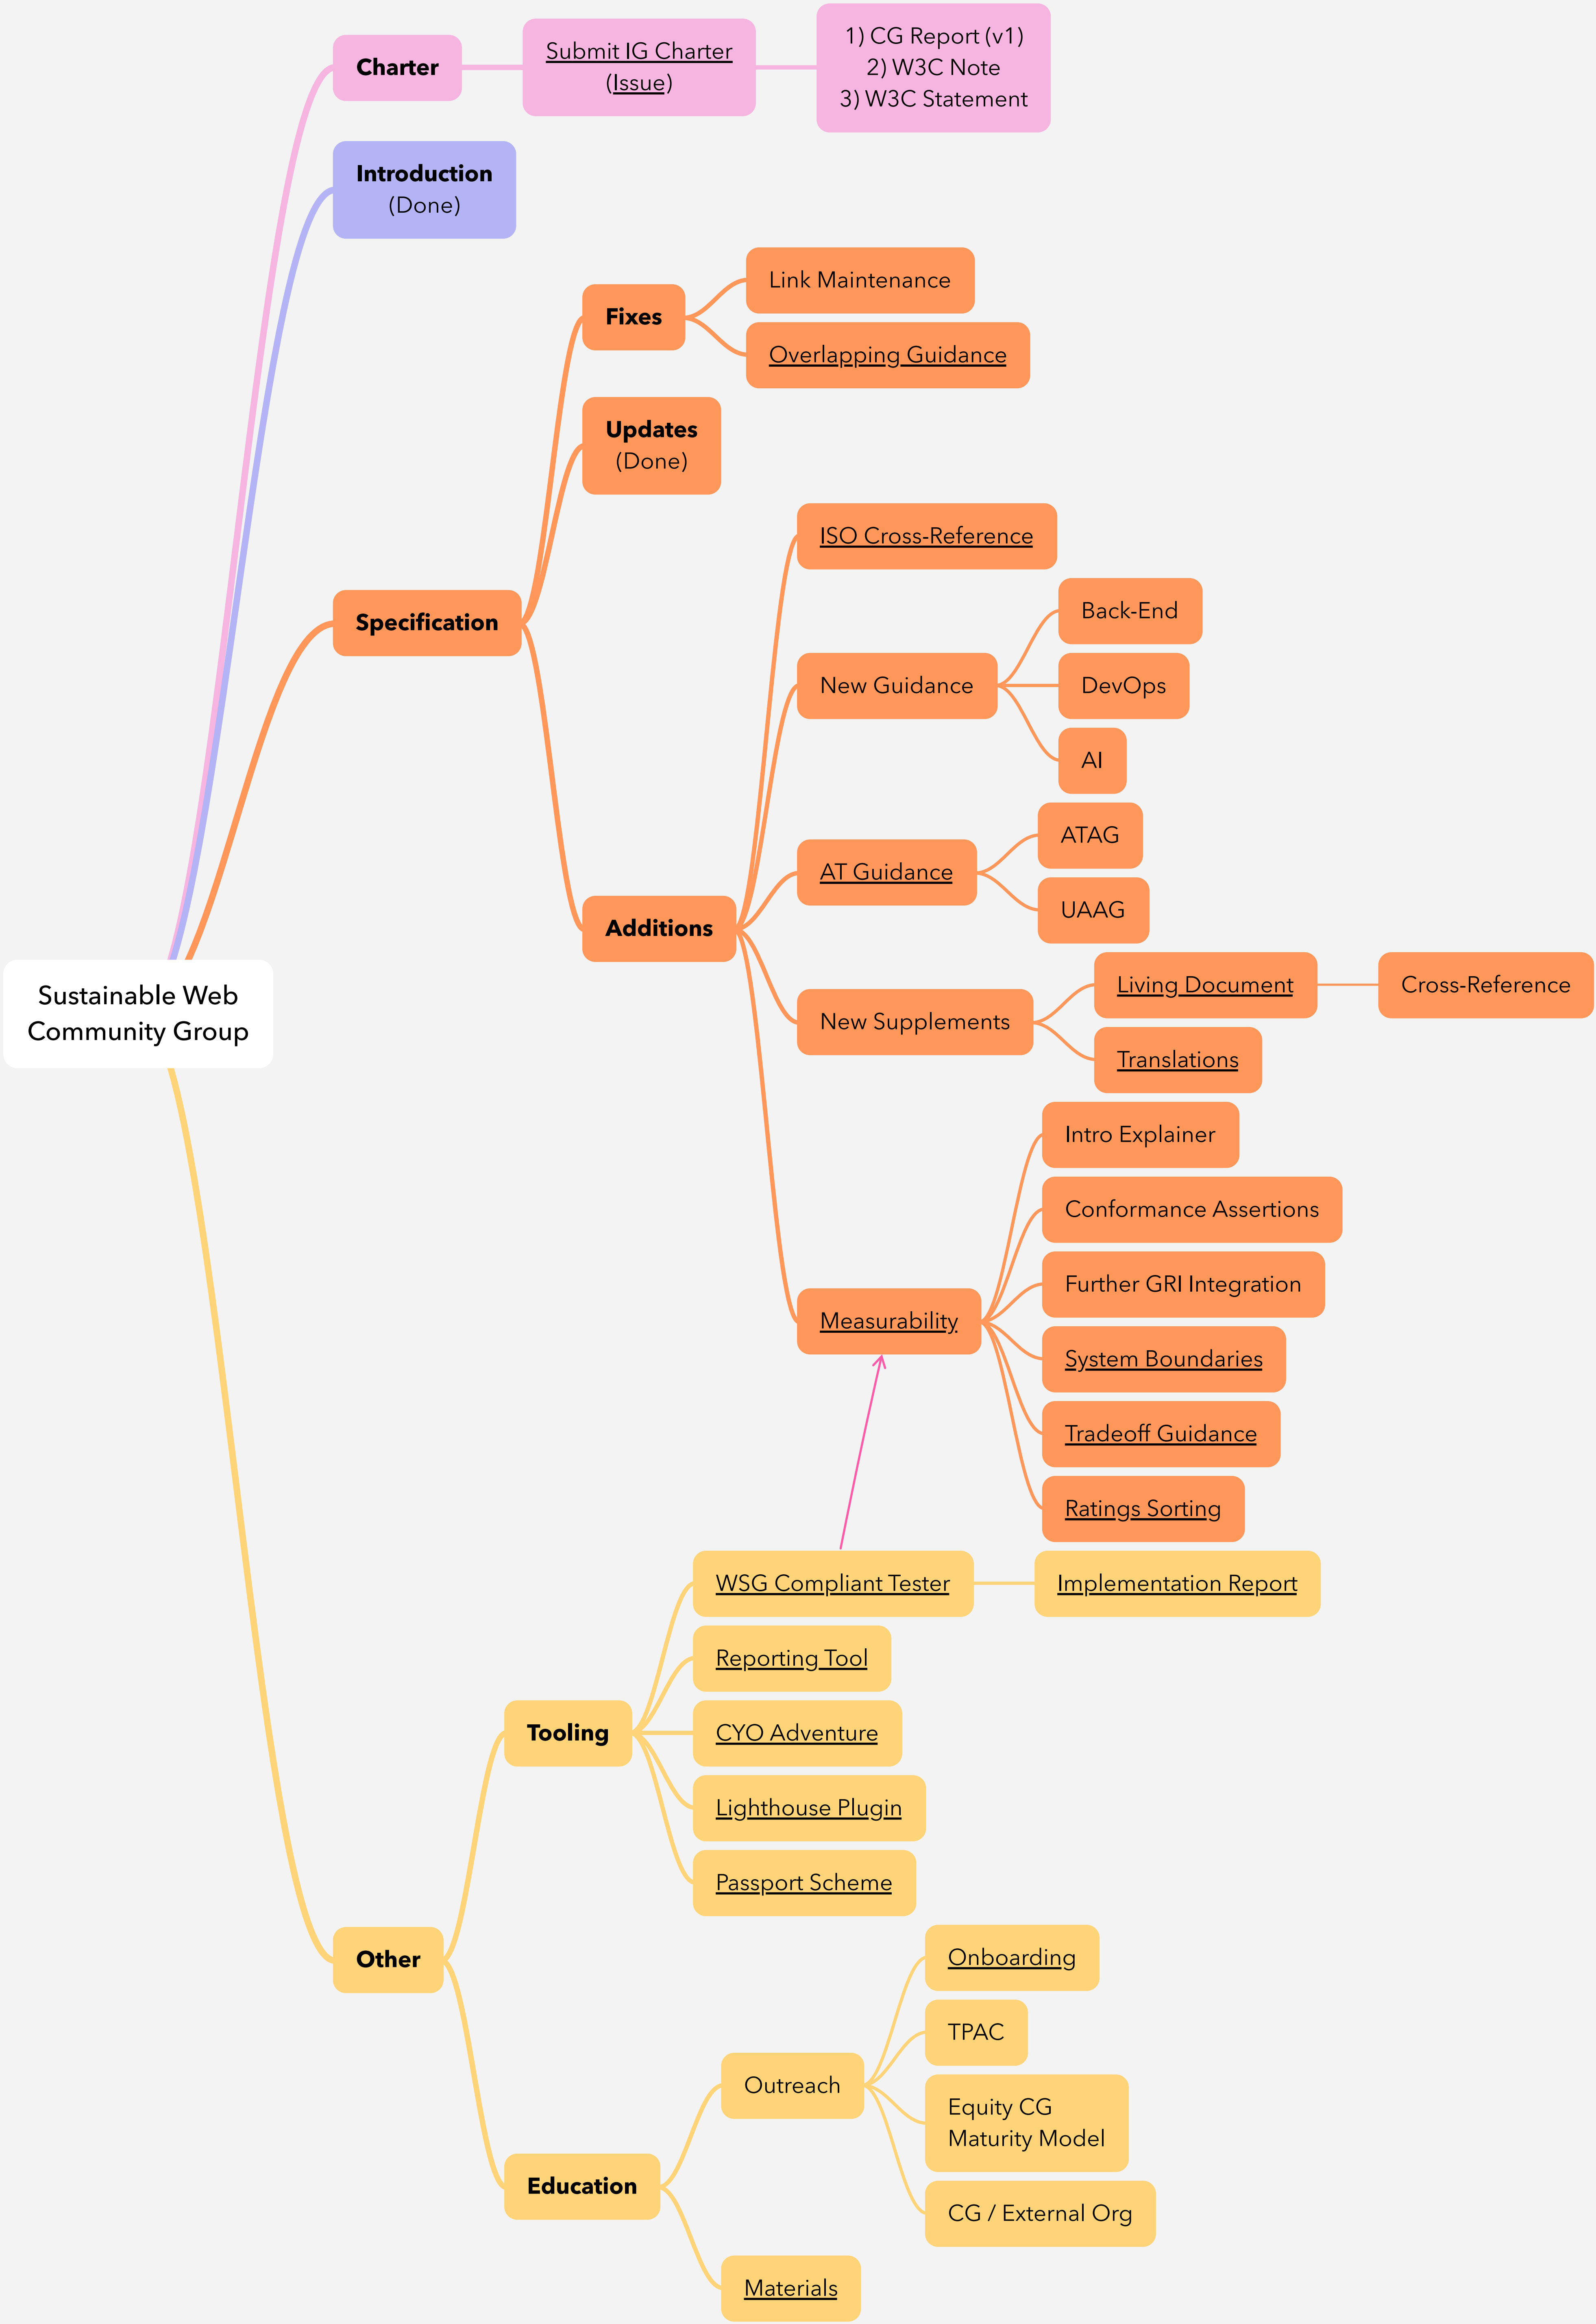 Charter
Submit IG Charter
(Issue)
1) CG Report (v1)
2) W3C Note
3) W3C Statement
Introduction
(Done)
Link Maintenance
Fixes
Overlapping Guidance
Updates
(Done)
ISO Cross-Reference
Back-End
Specification
New Guidance
DevOps
AI
ATAG
AT Guidance
UAAG
Additions
Sustainable Web
Community Group
Living Document
Cross-Reference
New Supplements
Translations
Intro Explainer
Conformance Assertions
Further GRI Integration
Measurability
System Boundaries
Tradeoff Guidance
Ratings Sorting
WSG Compliant Tester
Implementation Report
Reporting Tool
Tooling
CYO Adventure
Lighthouse Plugin
Passport Scheme
Other
Onboarding
TPAC
Outreach
Equity CG
Maturity Model
Education
CG / External Org
Materials